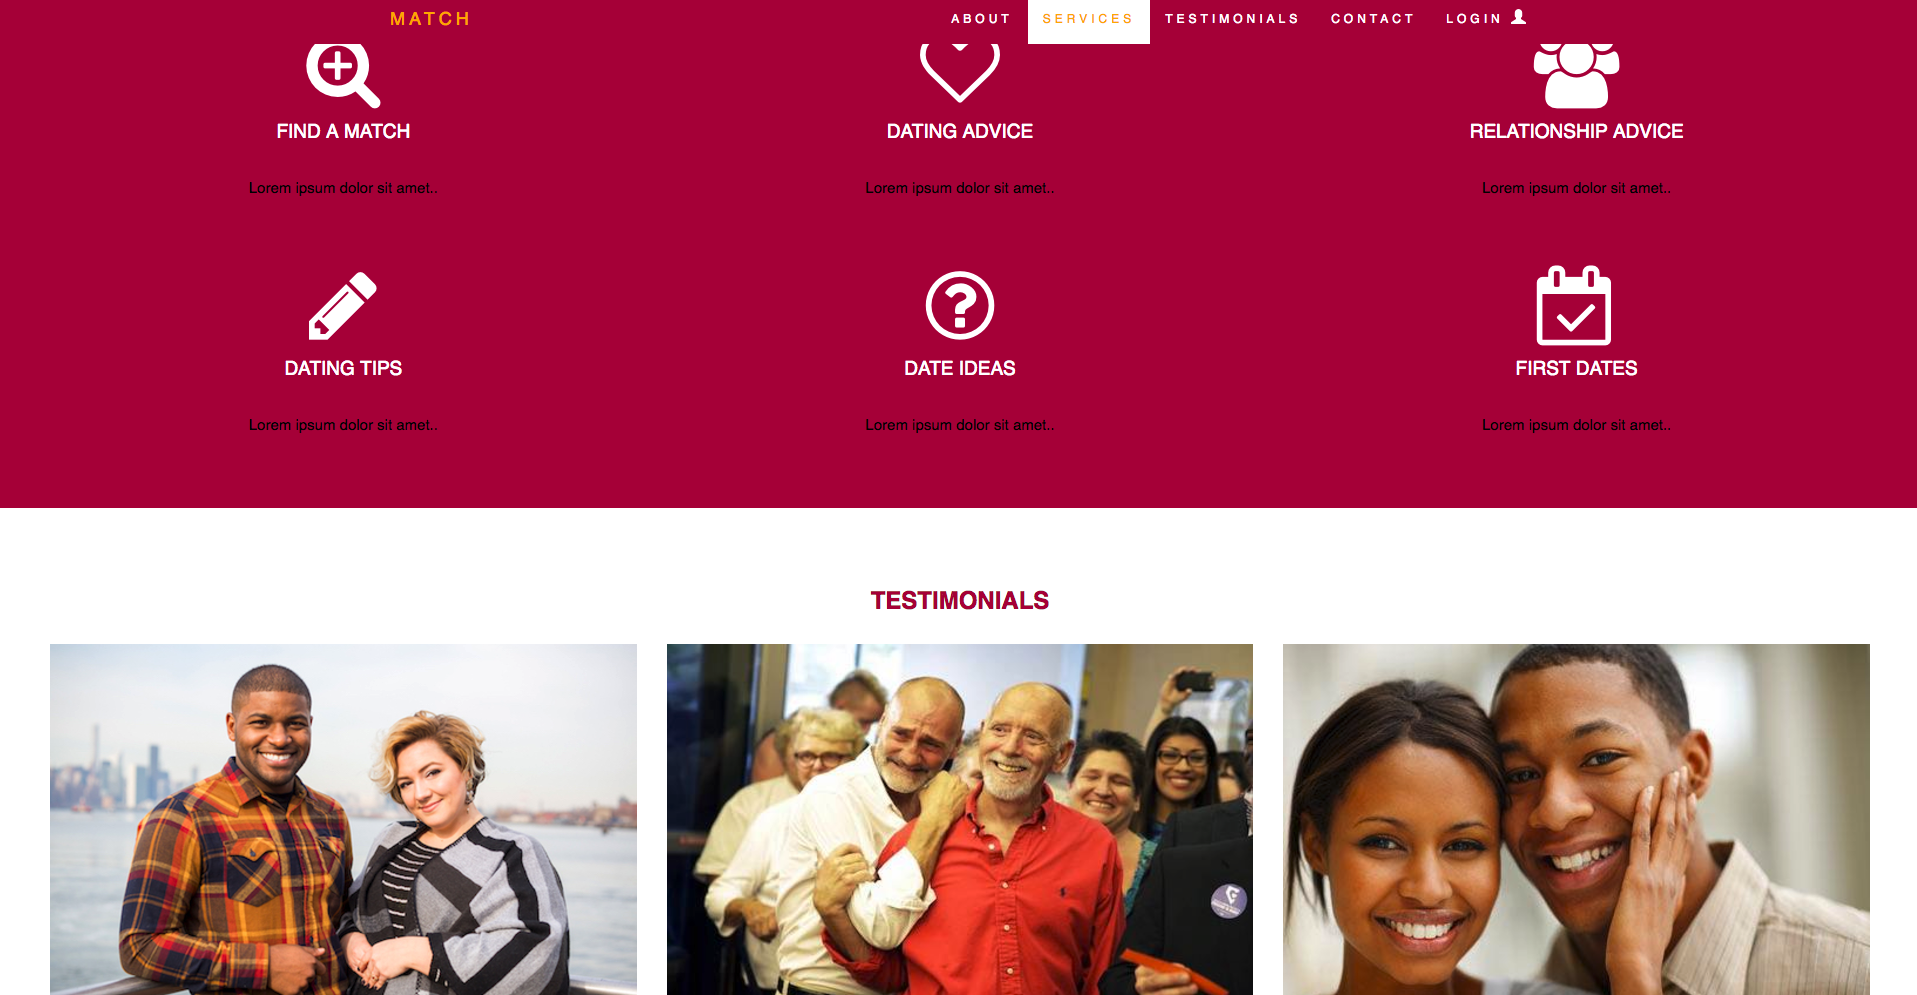 MATCH
ABOUT SERVICES TESTIMONIALS CONTACT LOGIN
FIND A MATCH
Lorem ipsum dolor sit amet..
DATING ADVICE
Lorem ipsum dolor sit amet..
RELATIONSHIP ADVICE
Lorem ipsum dolor sit amet..
DATING TIPS
Lorem ipsum dolor sit amet..
DATE IDEAS
Lorem ipsum dolor sit amet..
FIRST DATES
Lorem ipsum dolor sit amet..
TESTIMONIALS